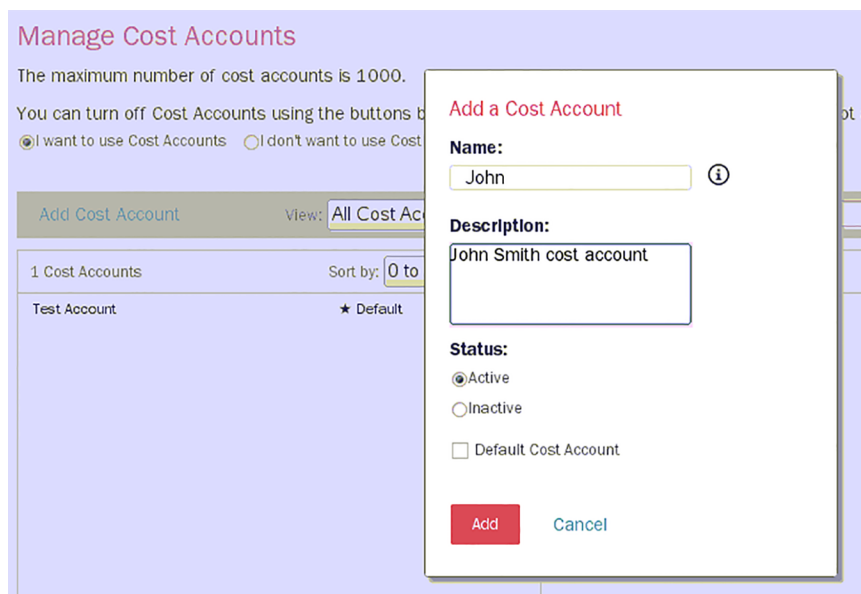 Manage Cost Accounts
The maximum number of cost accounts is 1000.
You can turn off Cost Accounts using the buttons b
I want to use Cost Accounts I don't want to use Cost
Add Cost Account View: All Cost Acc
1 Cost Accounts Sort by: 0 to
Test Account ★ Default
Add a Cost Account
Name:
John
Description:
John Smith cost account
Status:
Active
Inactive
Default Cost Account
Add Cancel